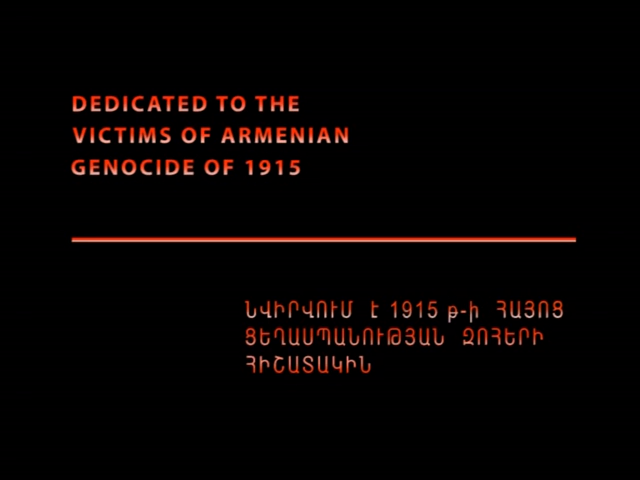 DEDICATED TO THE
VICTIMS OF ARMENIAN
GENOCIDE OF 1915
ՆՎԻՐՎՈՒՄ է 1915 թ-ի ՀԱՅՈՑ
ՑԵՂԱՍՊԱՆՈՒԹՅԱՆ ԶՈՀԵՐԻ
ՀԻՇԱՏԱԿԻՆ